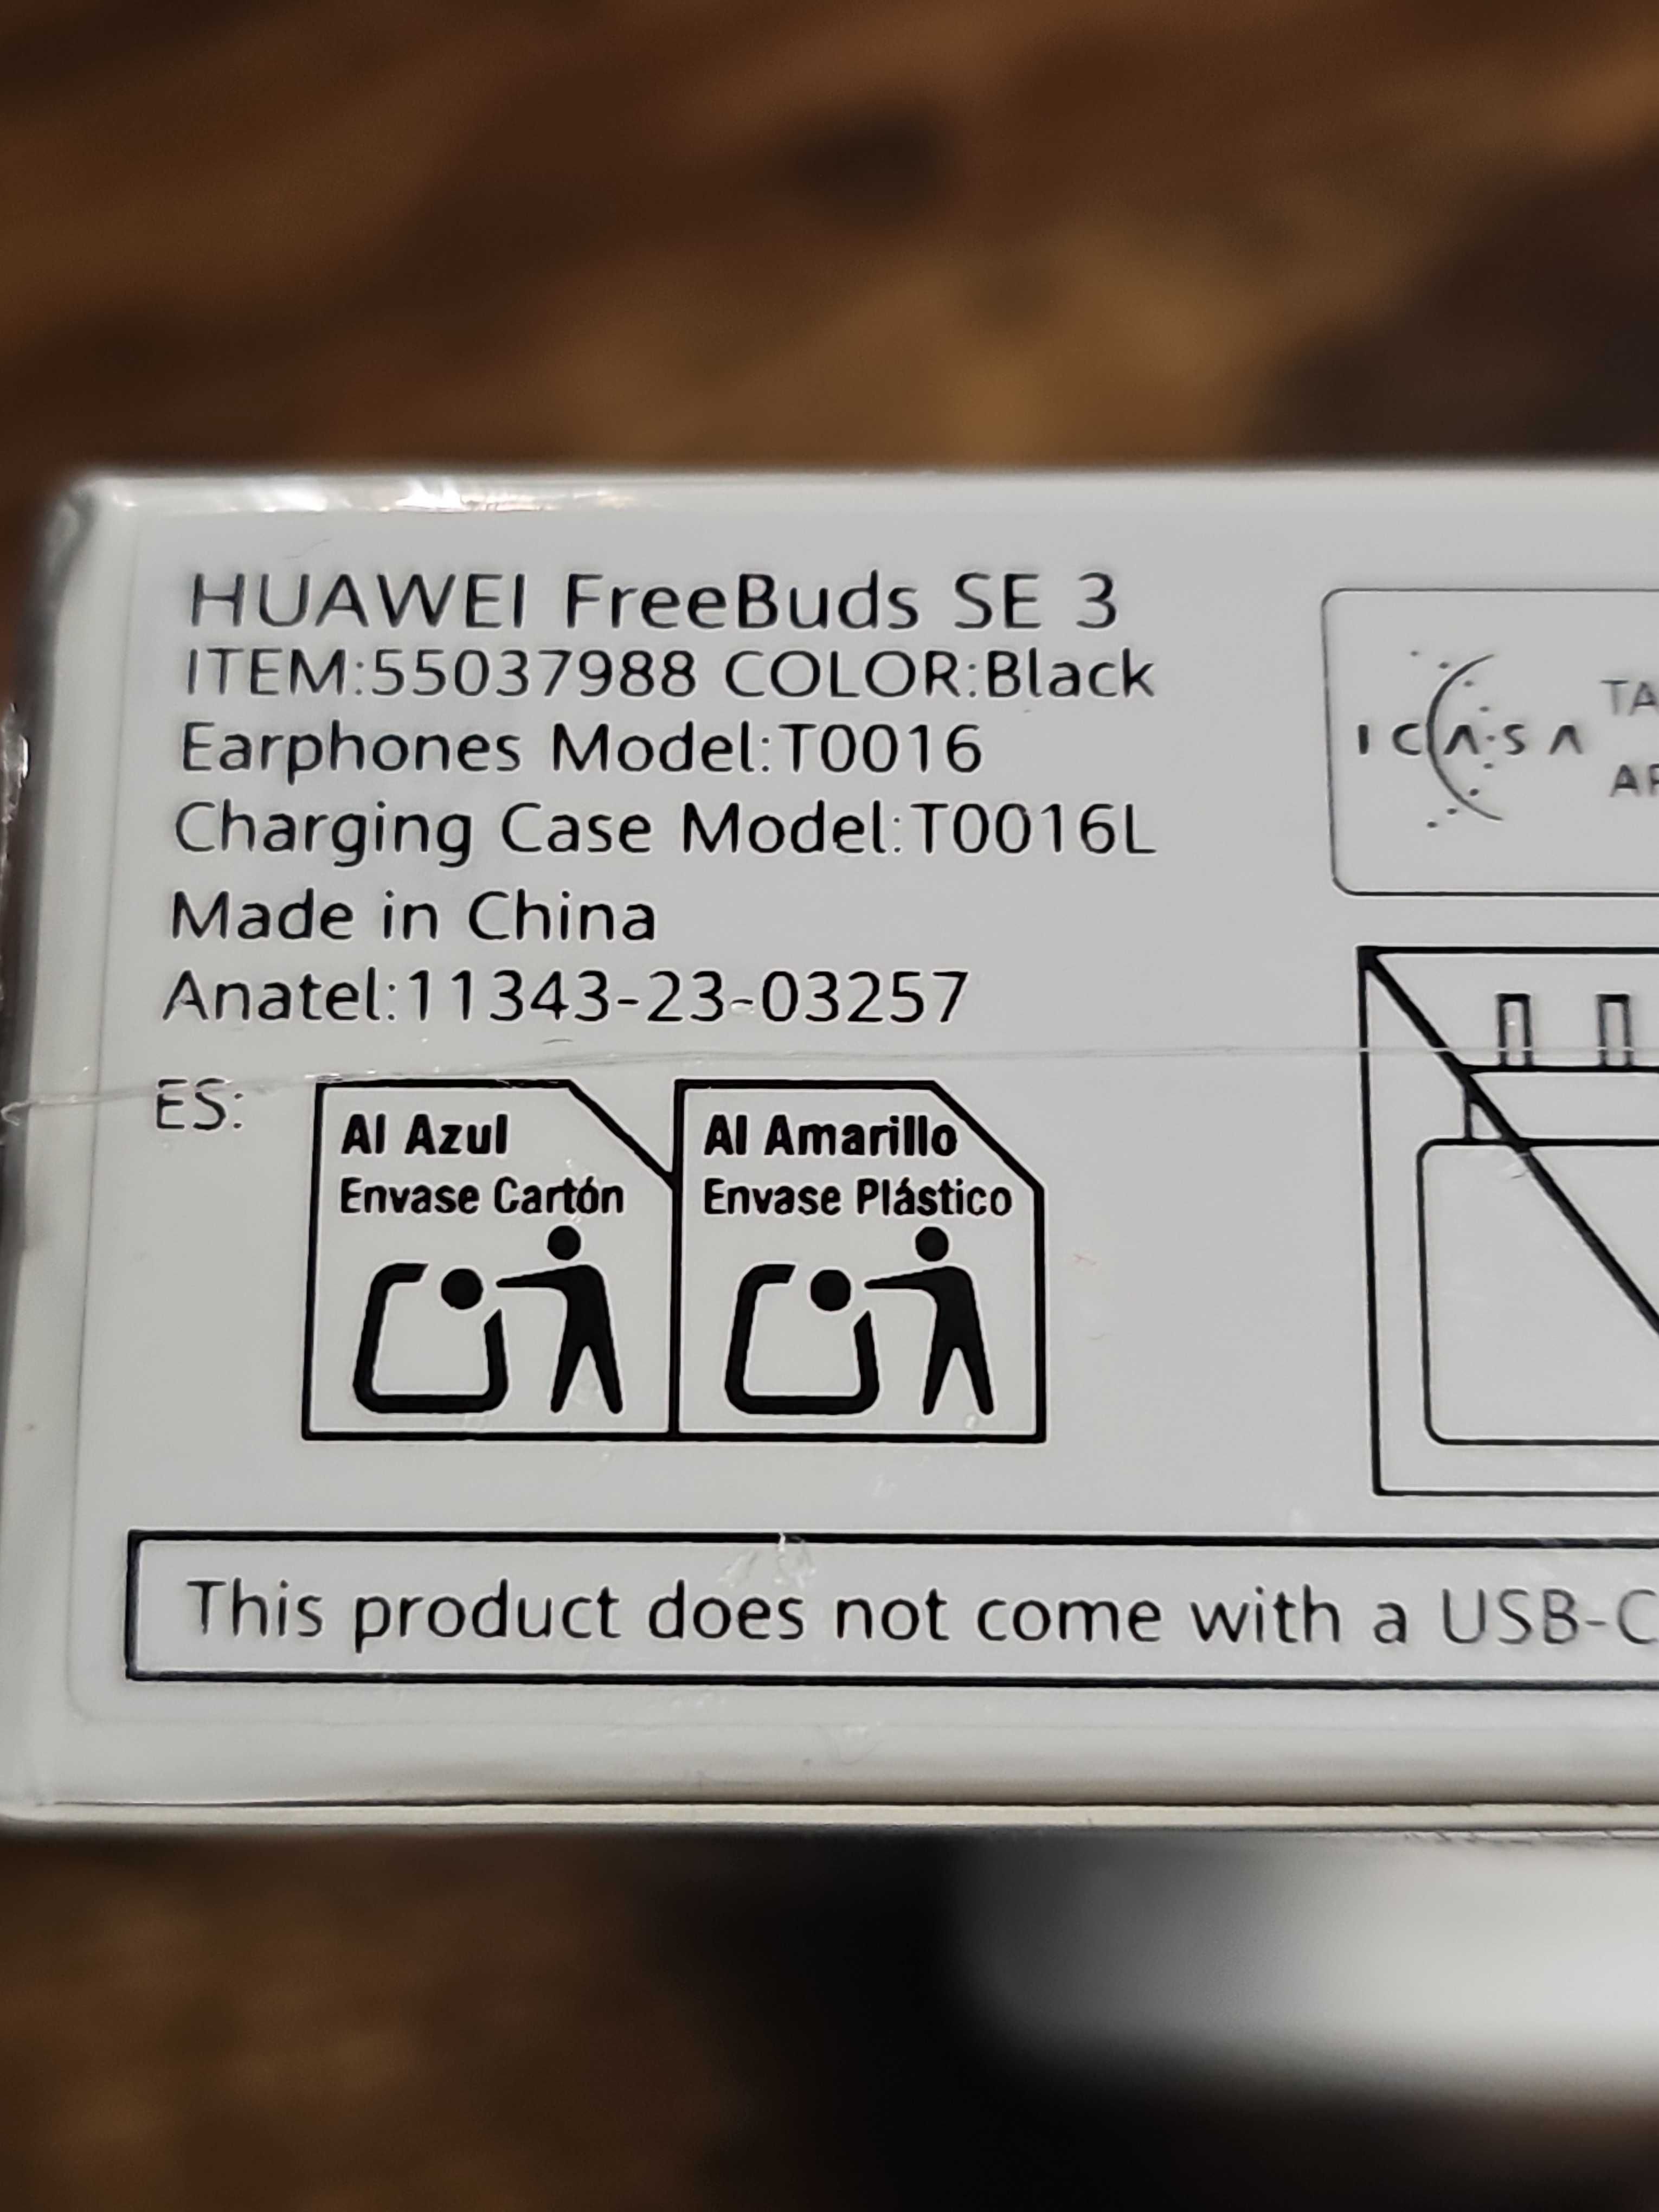 HUAWEI FreeBuds SE 3
ITEM:55037988 COLOR:Black
Earphones Model:T0016
Charging Case Model:T0016L
Made in China
Anatel:11343-23-03257
ICASA
ES:
Al Azul
Envase Cartón
Al Amarillo
Envase Plástico
This product does not come with a USB-C